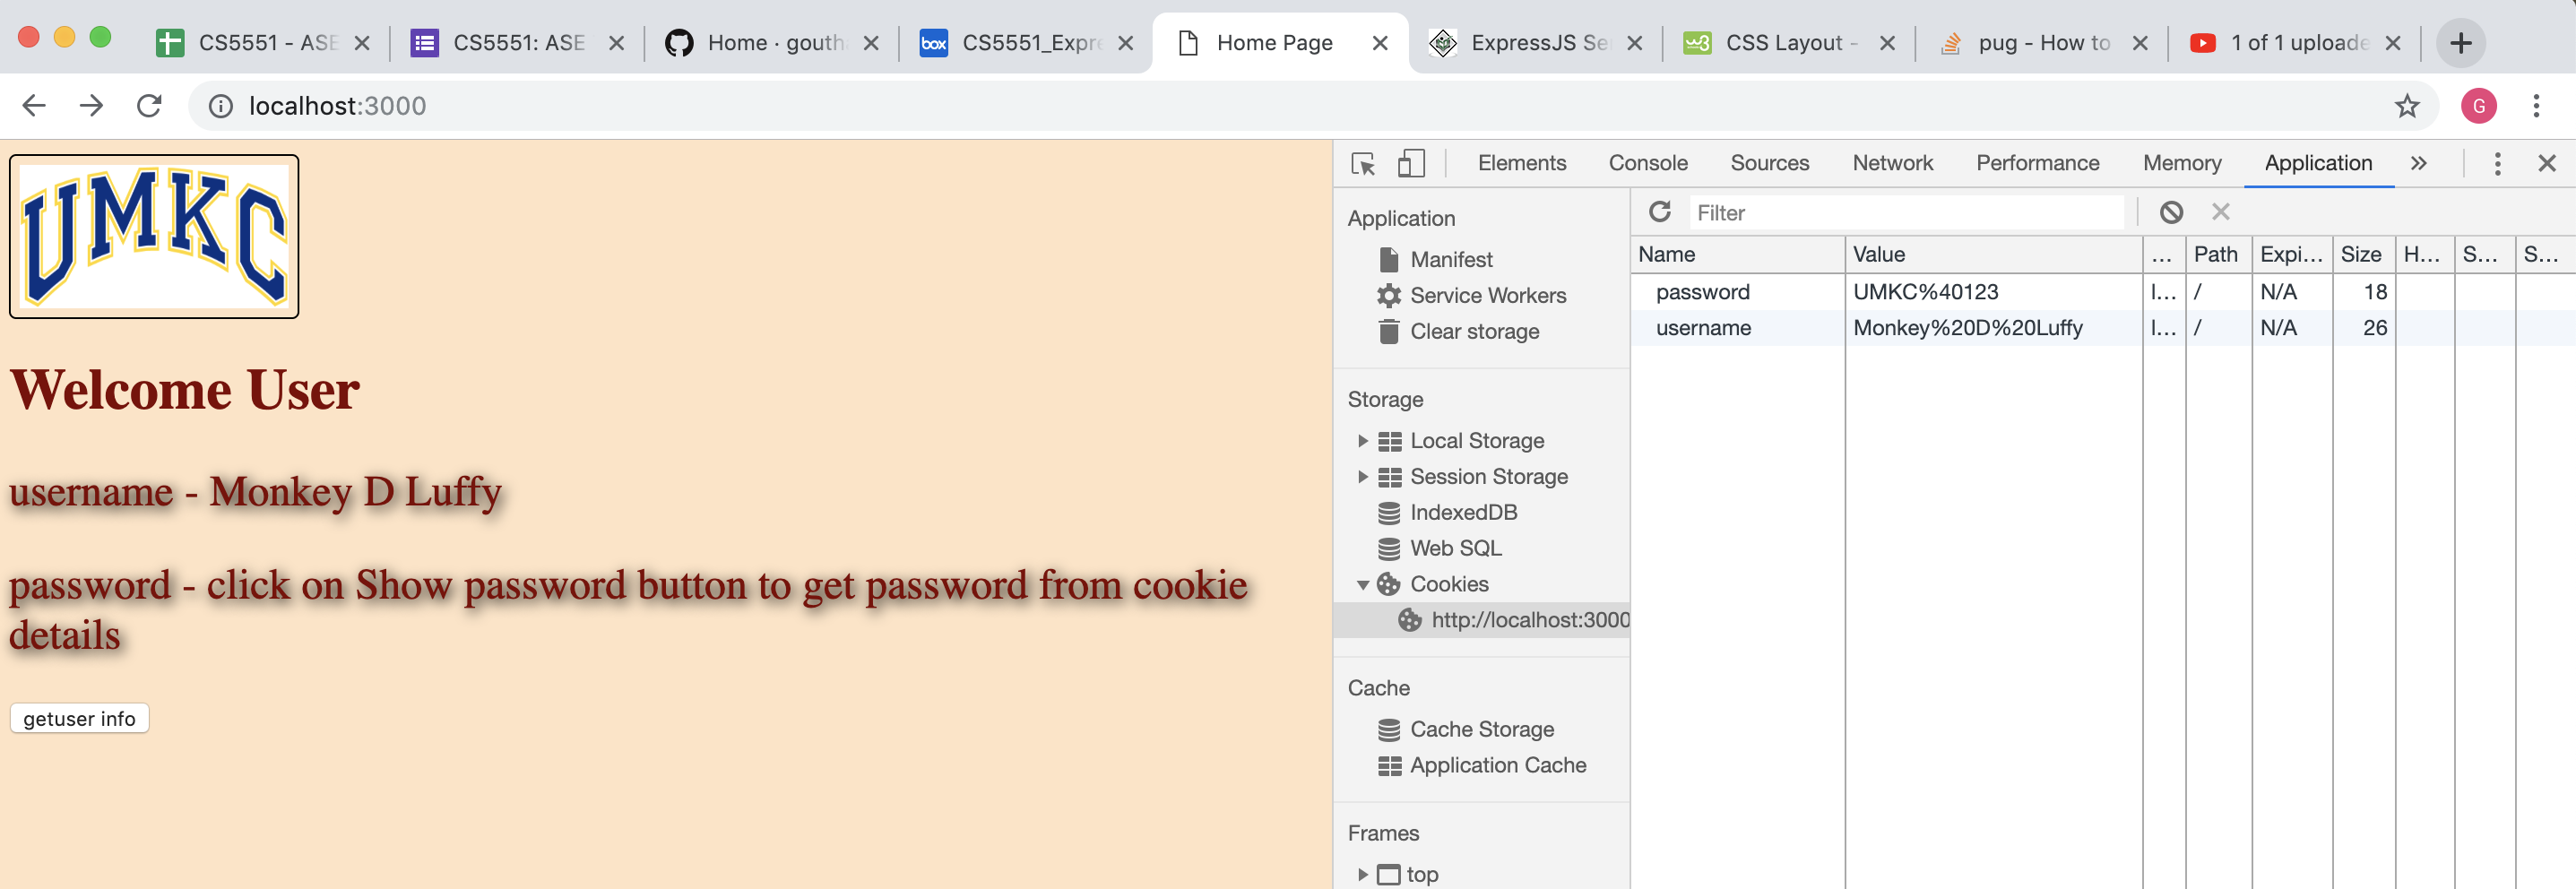 CS5551 - ASE
CS5551: ASE
Home · gouth
box
CS5551_Expre
Home Page
ExpressJS Se
CSS Layout -
pug - How to
1 of 1 uploade
localhost:3000
G
UMKC
Welcome User
username - Monkey D Luffy
password - click on Show password button to get password from cookie
details
getuser info
Elements Console Sources Network Performance Memory Application
Application
Manifest
Service Workers
Clear storage
Storage
Local Storage
Session Storage
IndexedDB
Web SQL
Cookies
http://localhost:3000
Cache
Cache Storage
Application Cache
Frames
top
Filter
Name Value ... Path Expi... Size H... S... S...
password UMKC%40123 l... / N/A 18
username Monkey%20D%20Luffy l... / N/A 26